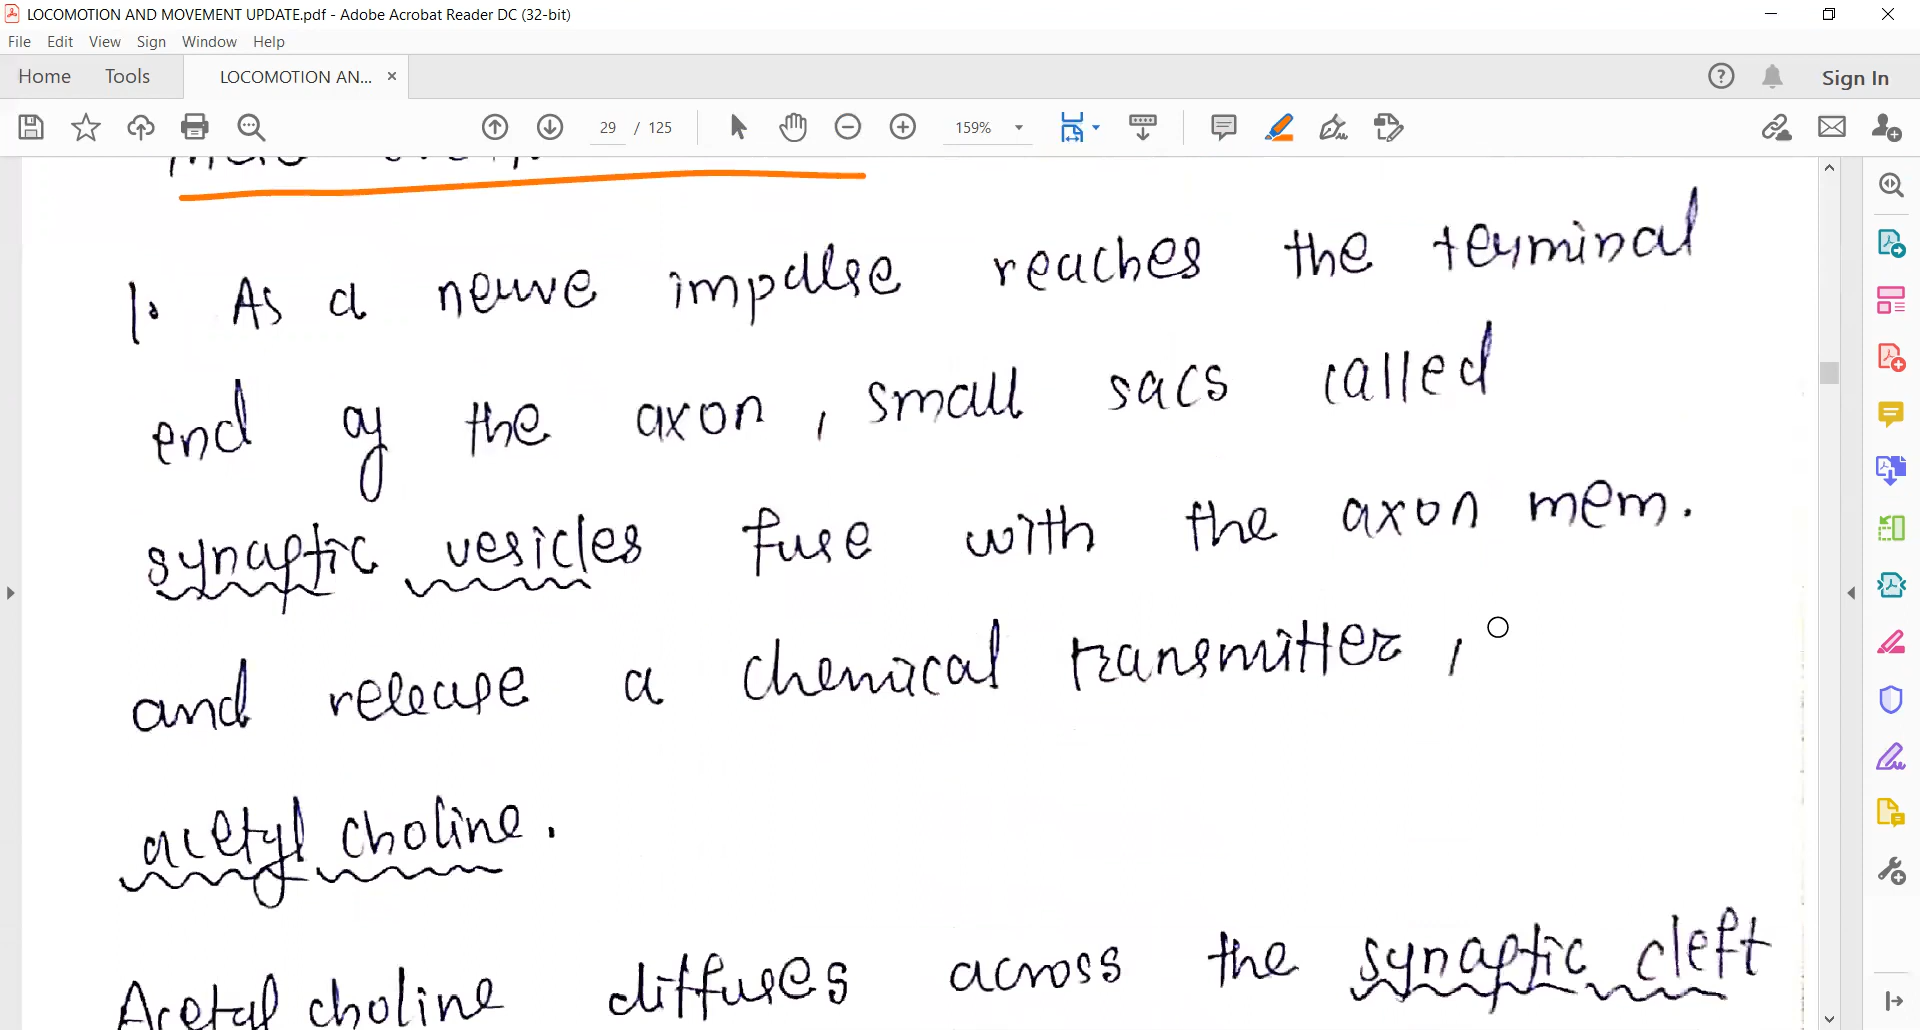 LOCOMOTION AND MOVEMENT UPDATE.pdf - Adobe Acrobat Reader DC (32-bit)
File Edit View Sign Window Help
Home Tools LOCOMOTION AN... × Sign In
29 / 125 159%
1. As a nerve impulse reaches the terminal
end of the axon, small sacs called
synaptic vesicles fuse with the axon mem.
and release a chemical transmitter,
acetyl choline.
Acetyl choline diffuses across the synaptic cleft